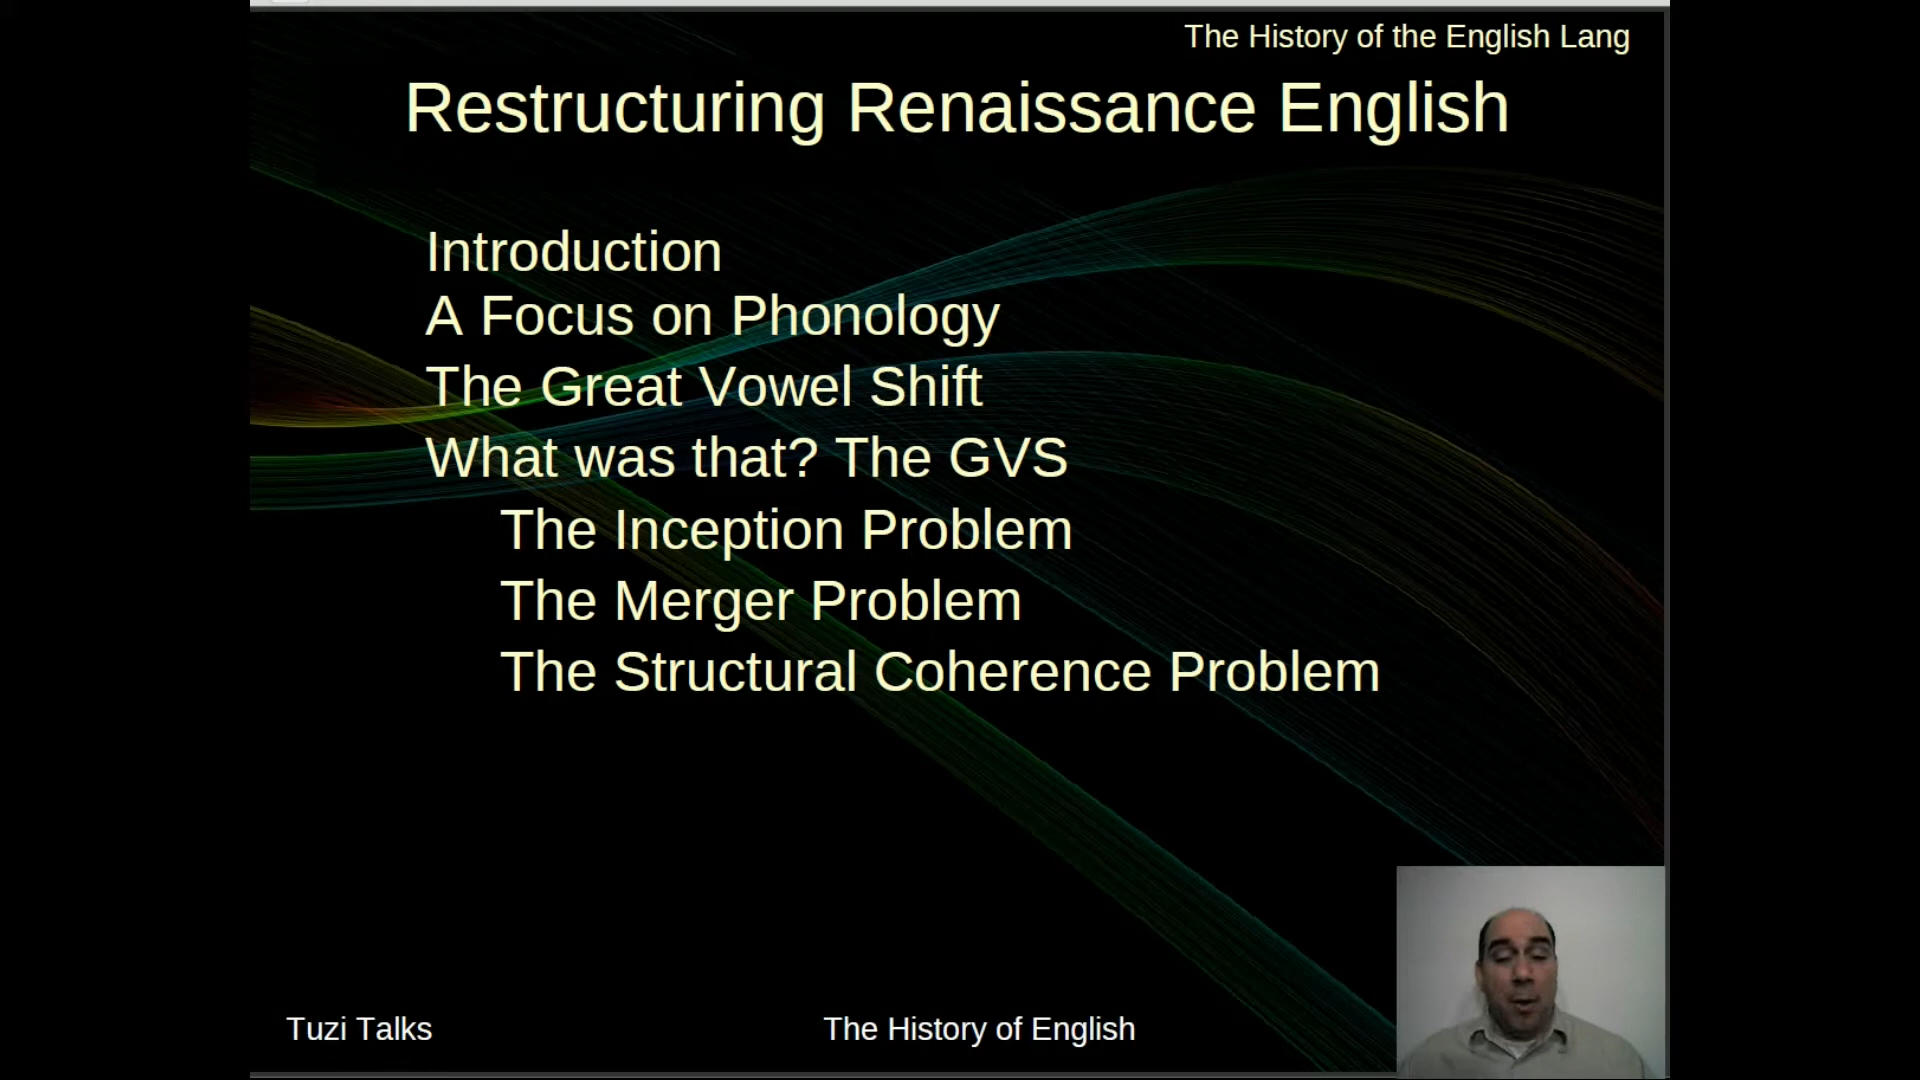 The History of the English Lang
Restructuring Renaissance English
Introduction
A Focus on Phonology
The Great Vowel Shift
What was that? The GVS
The Inception Problem
The Merger Problem
The Structural Coherence Problem
Tuzi Talks
The History of English